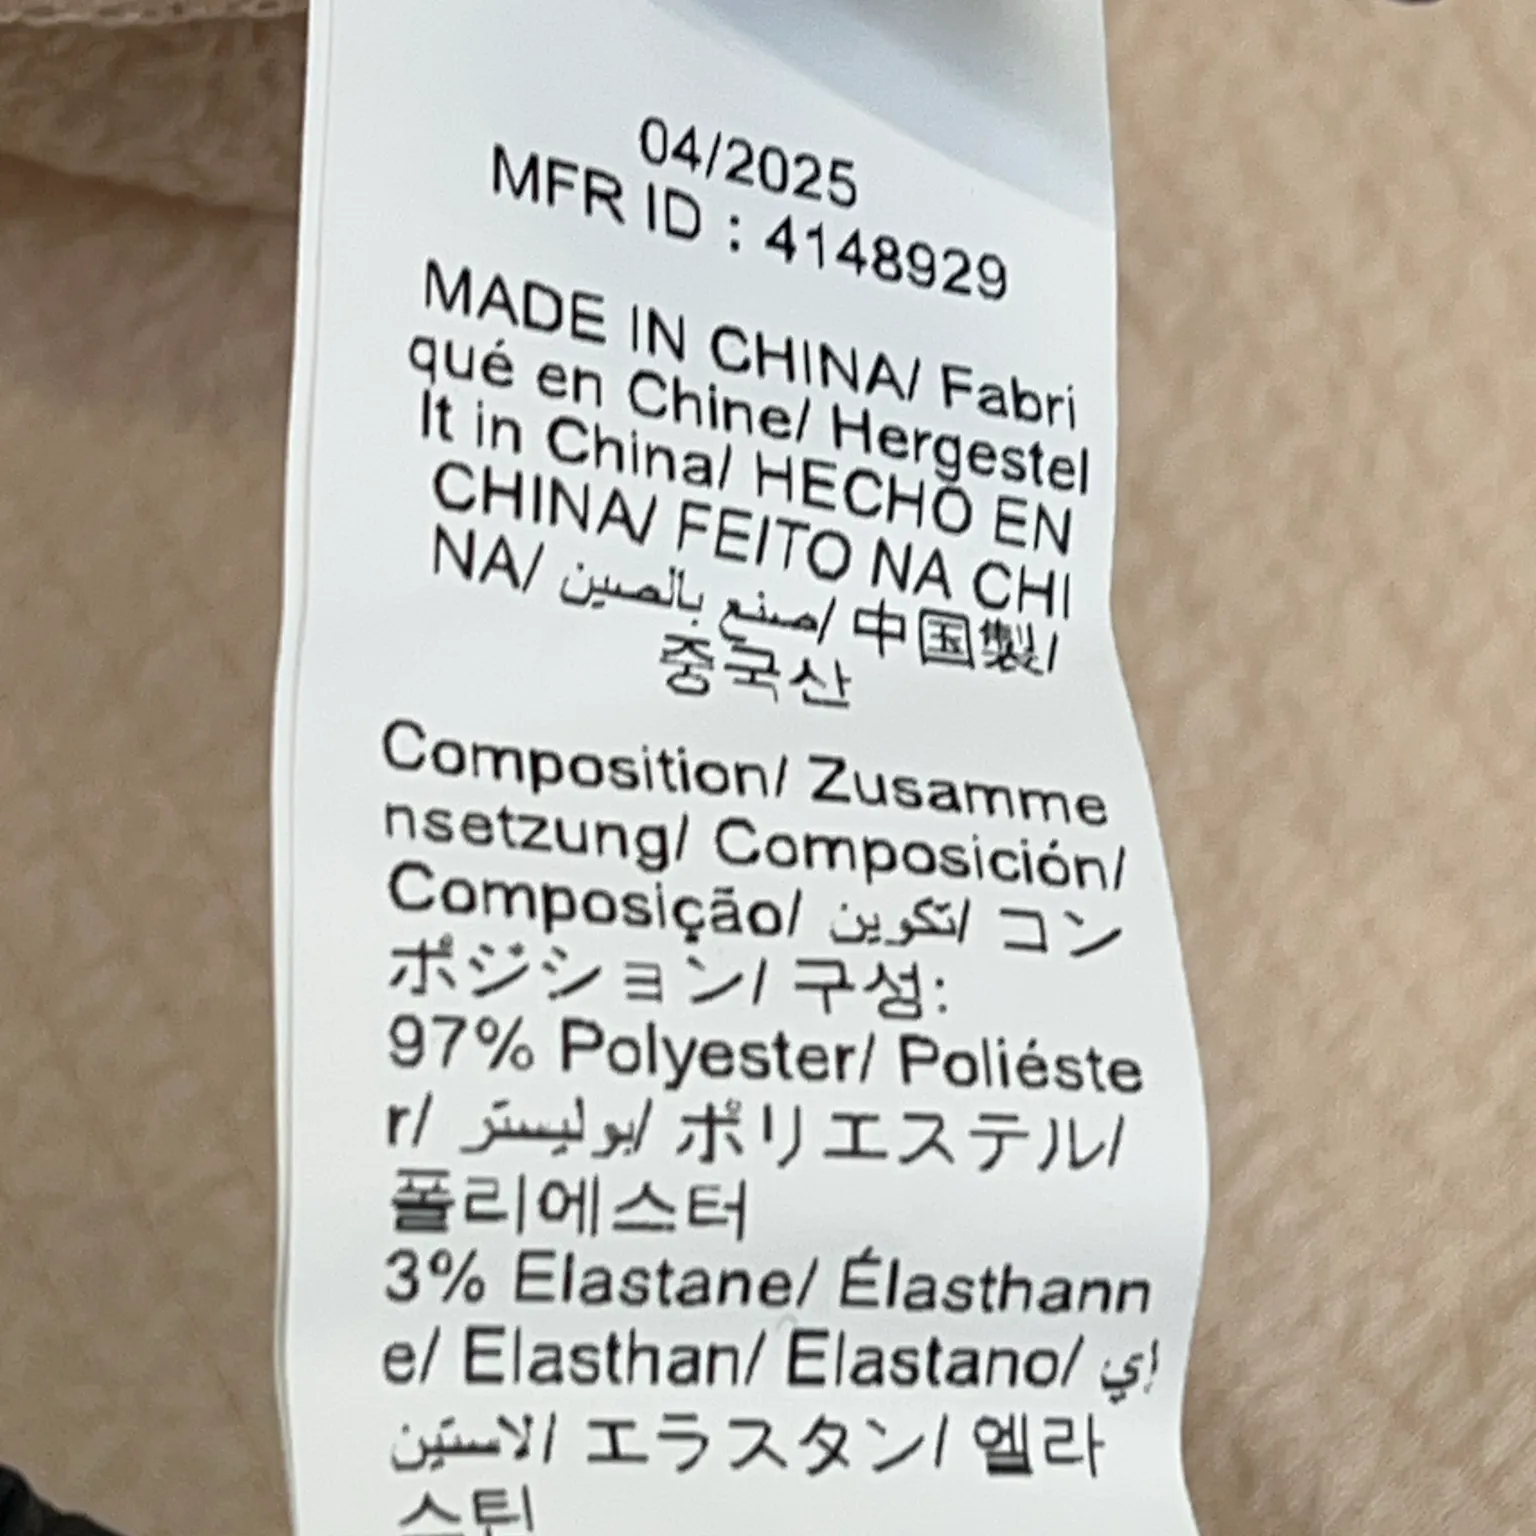 04/2025
MFR ID : 4148929
MADE IN CHINA/ Fabri
qué en Chine/ Hergestel
lt in China/ HECHO EN
CHINA/ FEITO NA CHI
NA/ صنع بالصين/ 中国製/
중국산
Composition/ Zusamme
nsetzung/ Composición/
Composição/ تكوين/ コン
ポジション/ 구성:
97% Polyester/ Poliéste
r/ بوليستر/ ポリエステル/
폴리에스터
3% Elastane/ Élasthann
e/ Elasthan/ Elastano/ إي
لاستين/ エラスタン/ 엘라
스틴